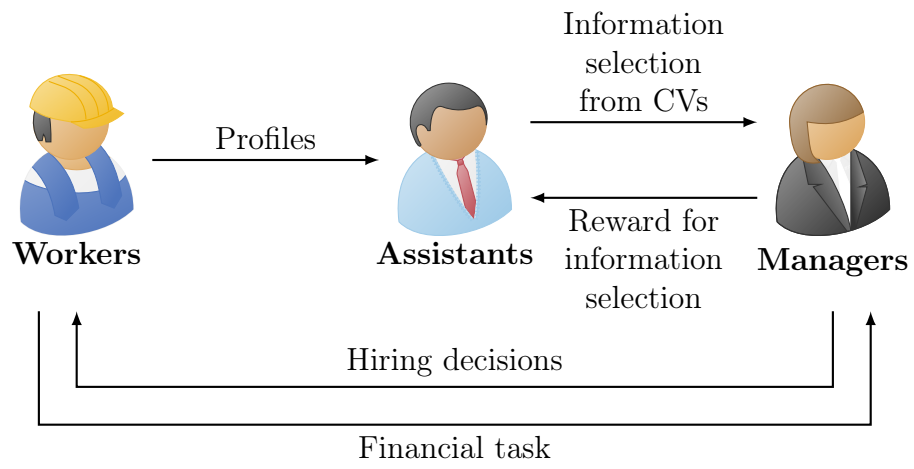 Information
selection
from CVs
Profiles
Reward for
information
selection
Workers
Assistants
Managers
Hiring decisions
Financial task